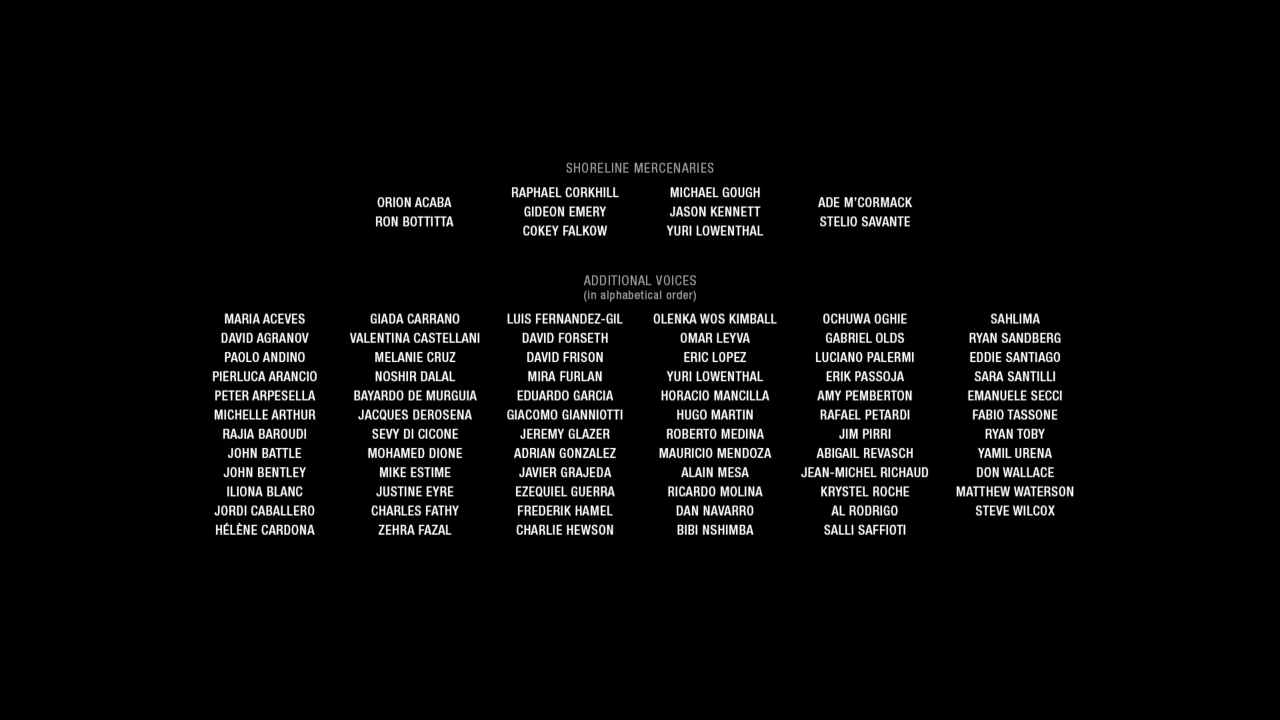 SHORELINE MERCENARIES
ORION ACABA
RON BOTTITTA
RAPHAEL CORKHILL
GIDEON EMERY
COKEY FALKOW
MICHAEL GOUGH
JASON KENNETT
YURI LOWENTHAL
ADE M'CORMACK
STELIO SAVANTE
ADDITIONAL VOICES
(in alphabetical order)
MARIA ACEVES
DAVID AGRANOV
PAOLO ANDINO
PIERLUCA ARANCIO
PETER ARPESELLA
MICHELLE ARTHUR
RAJIA BAROUDI
JOHN BATTLE
JOHN BENTLEY
ILIONA BLANC
JORDI CABALLERO
HÉLÈNE CARDONA
GIADA CARRANO
VALENTINA CASTELLANI
MELANIE CRUZ
NOSHIR DALAL
BAYARDO DE MURGUIA
JACQUES DEROSENA
SEVY DI CICONE
MOHAMED DIONE
MIKE ESTIME
JUSTINE EYRE
CHARLES FATHY
ZEHRA FAZAL
LUIS FERNANDEZ-GIL
DAVID FORSETH
DAVID FRISON
MIRA FURLAN
EDUARDO GARCIA
GIACOMO GIANNIOTTI
JEREMY GLAZER
ADRIAN GONZALEZ
JAVIER GRAJEDA
EZEQUIEL GUERRA
FREDERIK HAMEL
CHARLIE HEWSON
OLENKA WOS KIMBALL
OMAR LEYVA
ERIC LOPEZ
YURI LOWENTHAL
HORACIO MANCILLA
HUGO MARTIN
ROBERTO MEDINA
MAURICIO MENDOZA
ALAIN MESA
RICARDO MOLINA
DAN NAVARRO
BIBI NSHIMBA
OCHUWA OGHIE
GABRIEL OLDS
LUCIANO PALERMI
ERIK PASSOJA
AMY PEMBERTON
RAFAEL PETARDI
JIM PIRRI
ABIGAIL REVASCH
JEAN-MICHEL RICHAUD
KRYSTEL ROCHE
AL RODRIGO
SALLI SAFFIOTI
SAHLIMA
RYAN SANDBERG
EDDIE SANTIAGO
SARA SANTILLI
EMANUELE SECCI
FABIO TASSONE
RYAN TOBY
YAMIL URENA
DON WALLACE
MATTHEW WATERSON
STEVE WILCOX